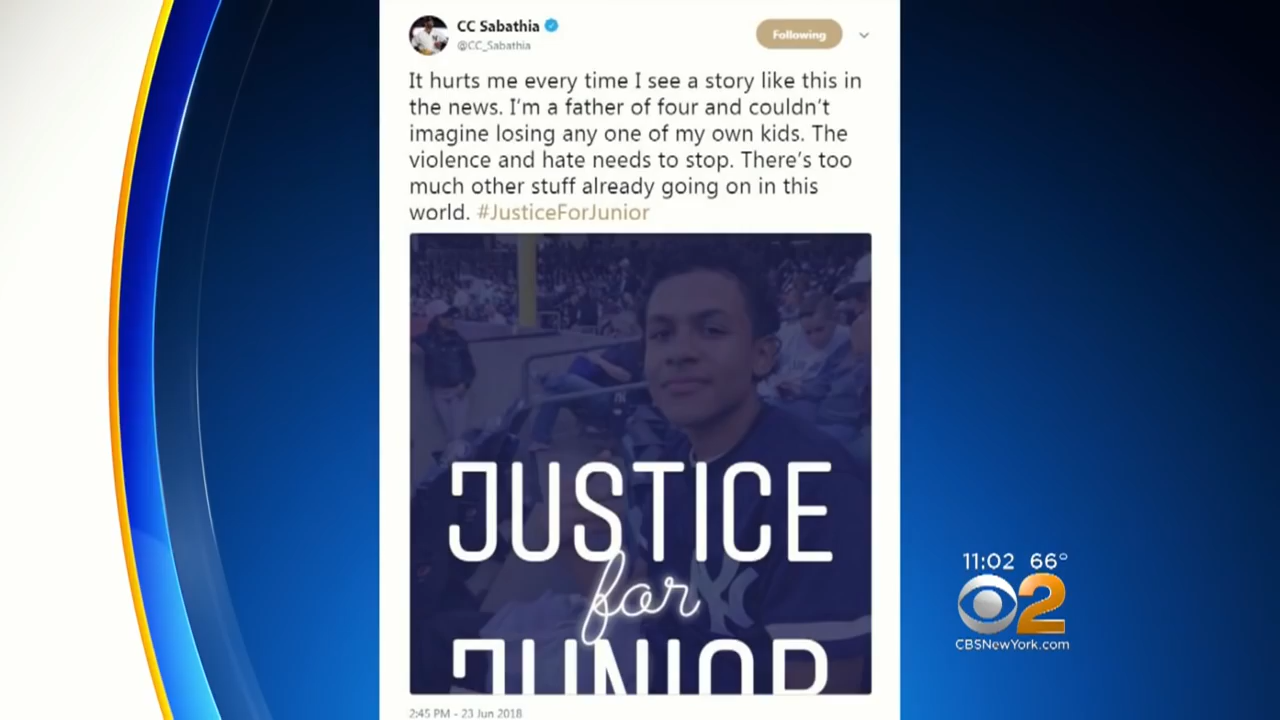 CC Sabathia
@CC_Sabathia
Following
It hurts me every time I see a story like this in
the news. I'm a father of four and couldn't
imagine losing any one of my own kids. The
violence and hate needs to stop. There's too
much other stuff already going on in this
world. #JusticeForJunior
JUSTICE
for
JUNIOR
2:45 PM - 23 Jun 2018
11:02 66°
2
CBSNewYork.com